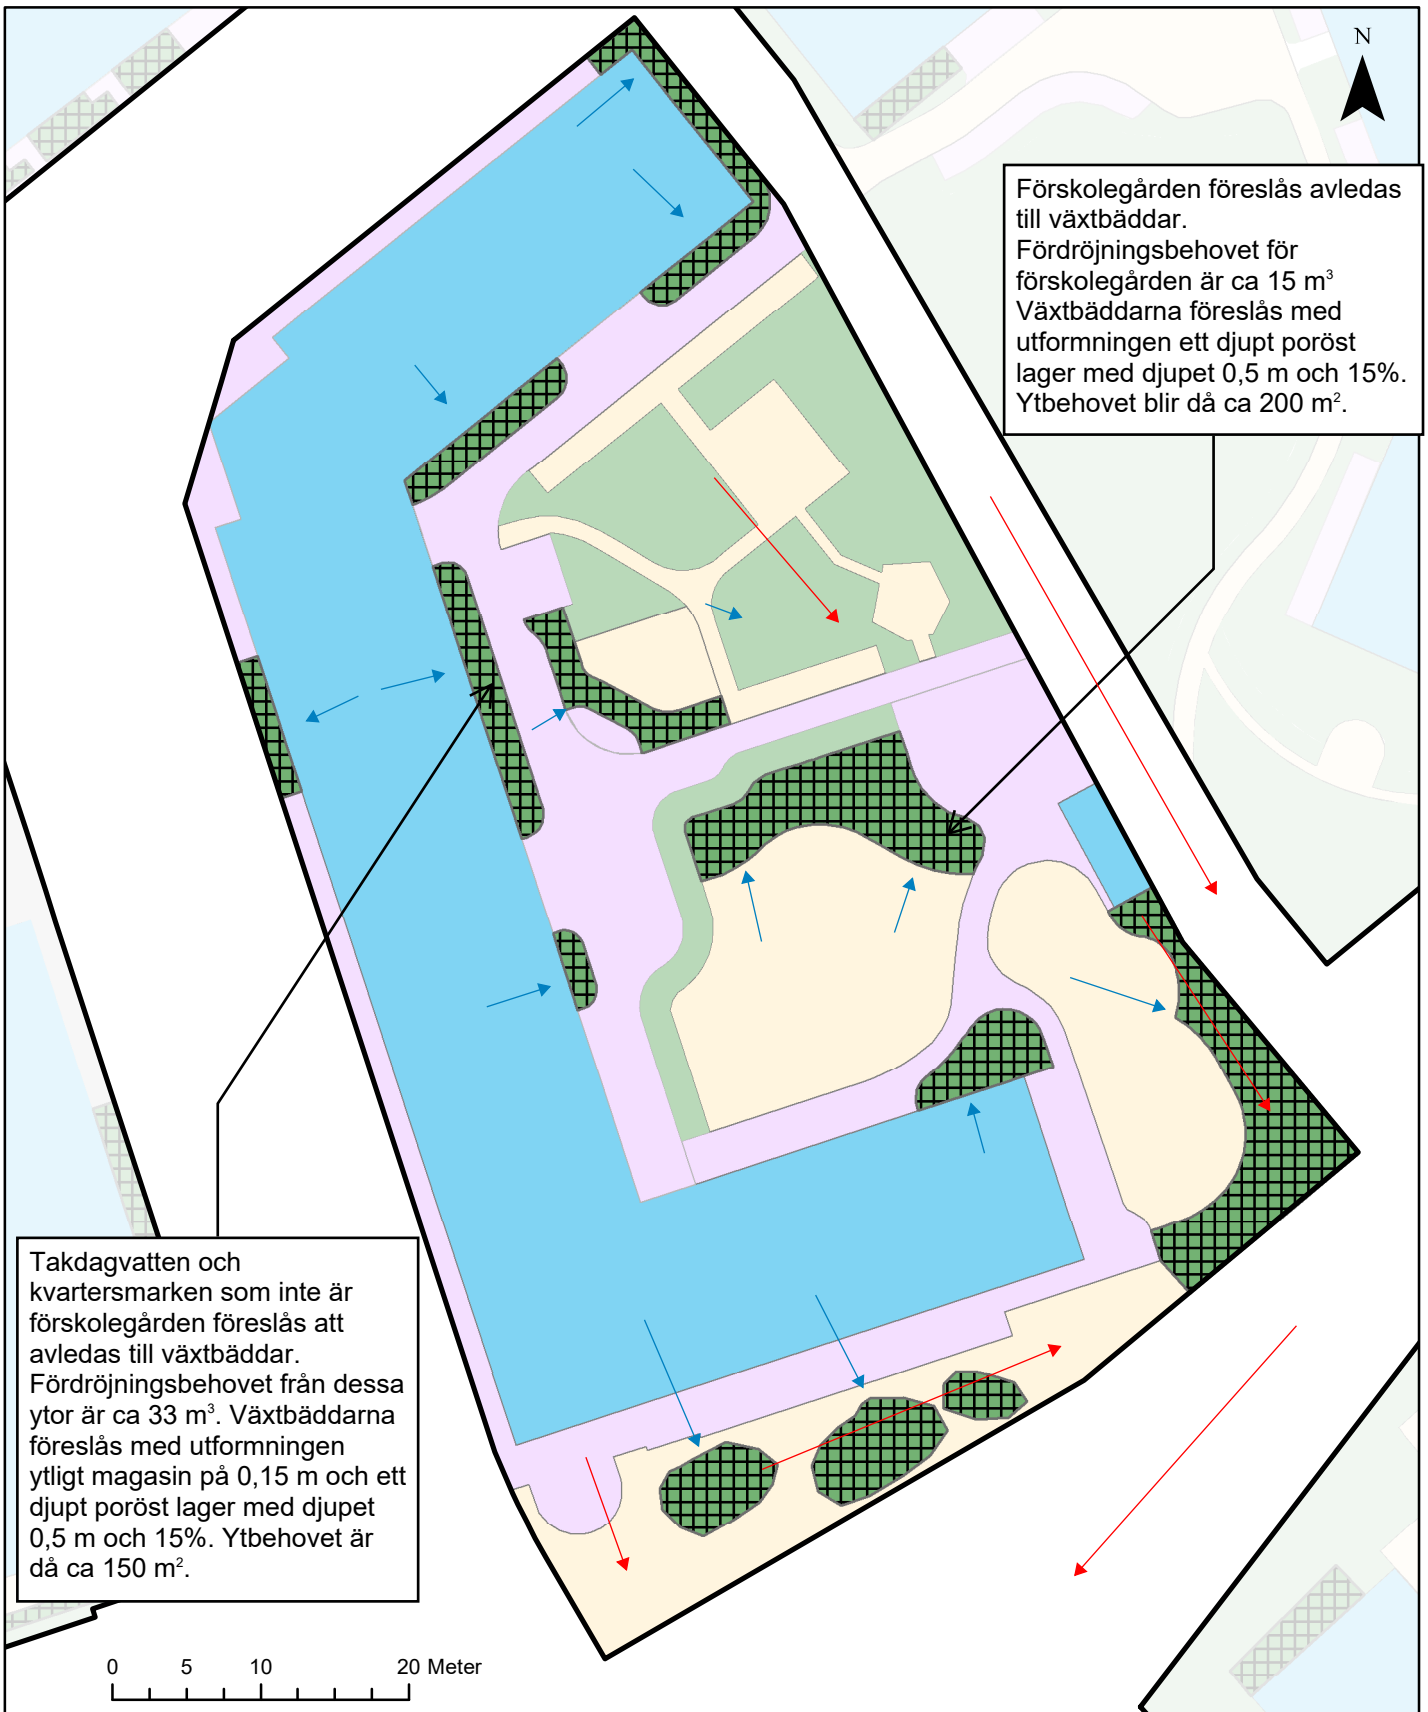 N
Förskolegården föreslås avledas
till växtbäddar.
Fördröjningsbehovet för
förskolegården är ca 15 m³
Växtbäddarna föreslås med
utformningen ett djupt poröst
lager med djupet 0,5 m och 15%.
Ytbehovet blir då ca 200 m².
Takdagvatten och
kvartersmarken som inte är
förskolegården föreslås att
avledas till växtbäddar.
Fördröjningsbehovet från dessa
ytor är ca 33 m³. Växtbäddarna
föreslås med utformningen
ytligt magasin på 0,15 m och ett
djupt poröst lager med djupet
0,5 m och 15%. Ytbehovet är
då ca 150 m².
0 5 10 20 Meter